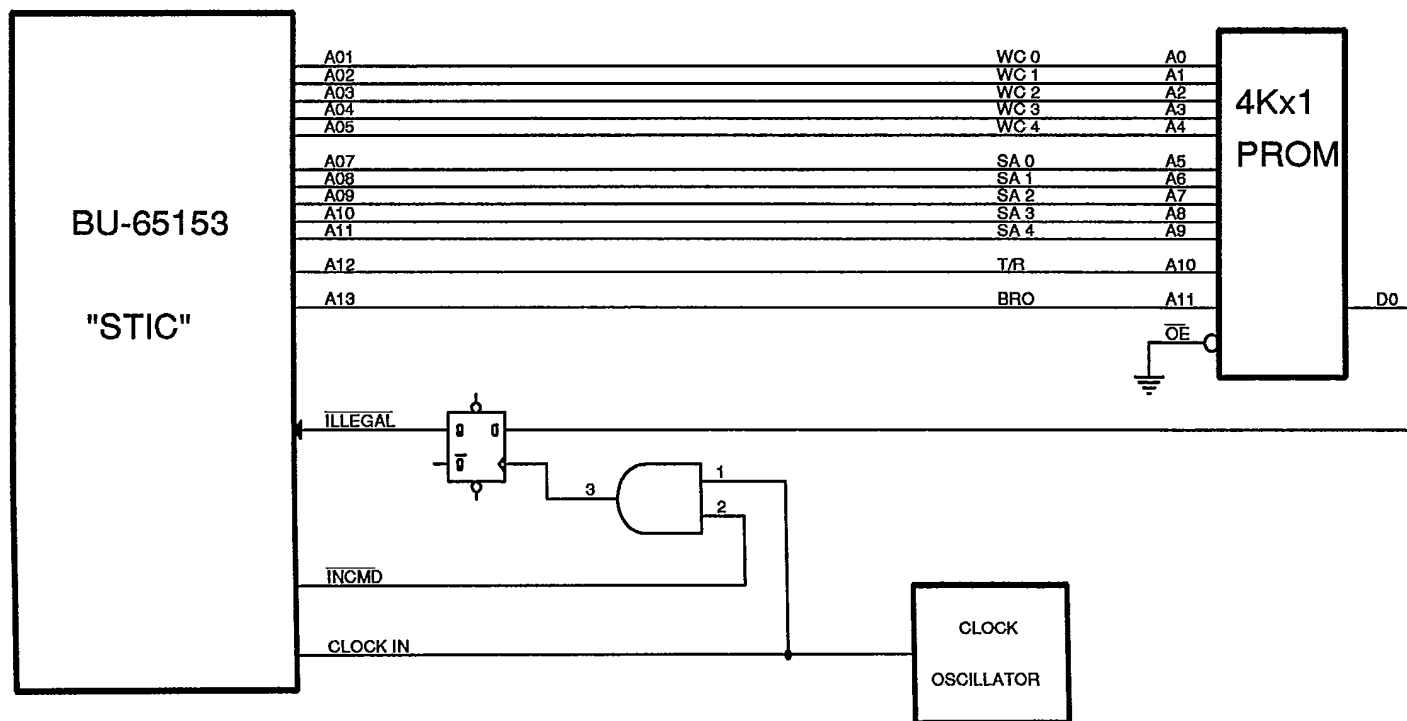 A01 WC 0 A0
A02 WC 1 A1
A03 WC 2 A2
A04 WC 3 A3
A05 WC 4 A4
A07 SA 0 A5
A08 SA 1 A6
A09 SA 2 A7
A10 SA 3 A8
A11 SA 4 A9
A12 T/R A10
A13 BRO A11
4Kx1
PROM
D0
OE
BU-65153
"STIC"
ILLEGAL
1
3
2
INCMD
CLOCK IN
CLOCK
OSCILLATOR